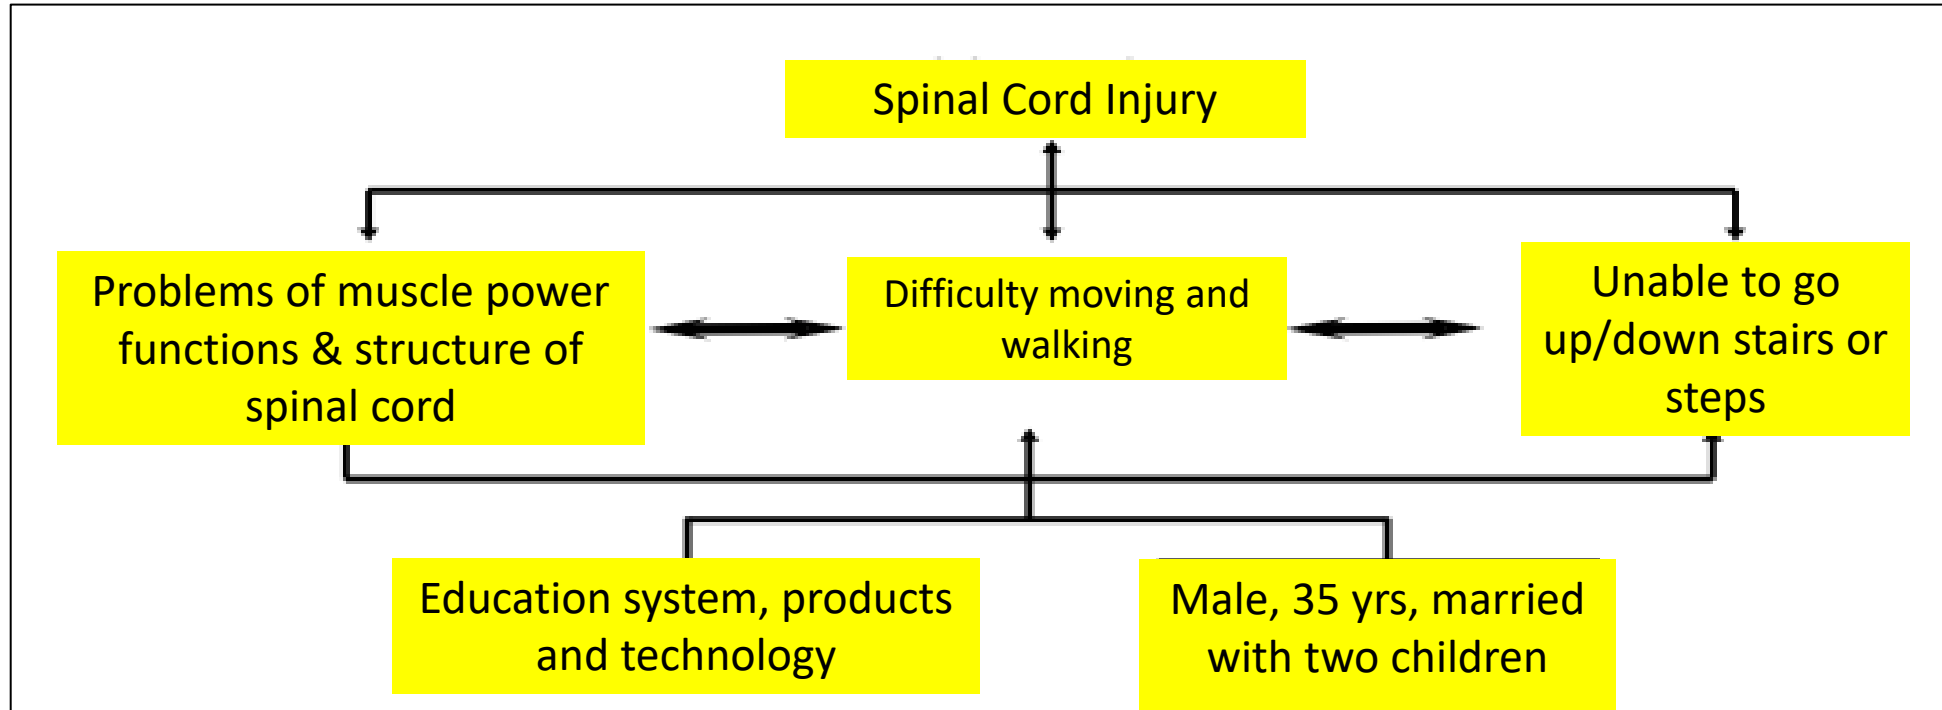 Spinal Cord Injury
Problems of muscle power
functions & structure of
spinal cord
Difficulty moving and
walking
Unable to go
up/down stairs or
steps
Education system, products
and technology
Male, 35 yrs, married
with two children